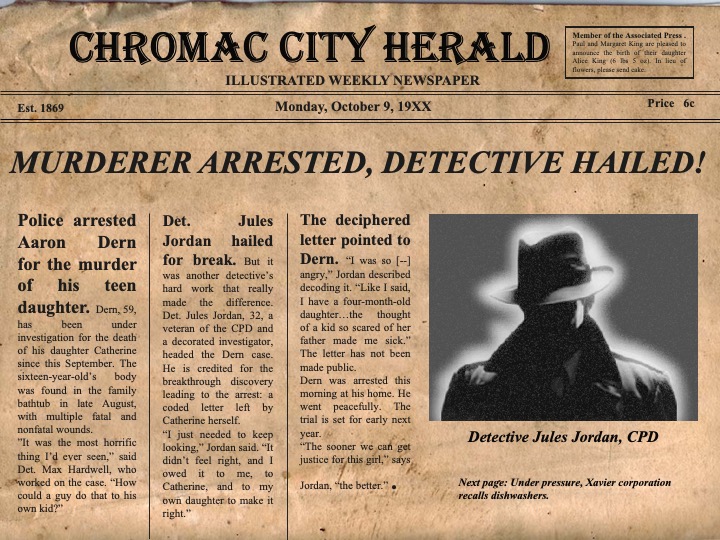 CHROMAC CITY HERALD
ILLUSTRATED WEEKLY NEWSPAPER
Member of the Associated Press .
Paul and Margaret King are pleased to
announce the birth of their daughter
Alice King (6 lbs 5 oz). In lieu of
flowers, please send cake.
Est. 1869
Monday, October 9, 19XX
Price 6c
MURDERER ARRESTED, DETECTIVE HAILED!
Police arrested
Aaron Dern
for the murder
of his teen
daughter. Dern, 59,
has been under
investigation for the death
of his daughter Catherine
since this September. The
sixteen-year-old’s body
was found in the family
bathtub in late August,
with multiple fatal and
nonfatal wounds.
“It was the most horrific
thing I’d ever seen,” said
Det. Max Hardwell, who
worked on the case. “How
could a guy do that to his
own kid?”
Det. Jules
Jordan hailed
for break. But it
was another detective’s
hard work that really
made the difference.
Det. Jules Jordan, 32, a
veteran of the CPD and
a decorated investigator,
headed the Dern case.
He is credited for the
breakthrough discovery
leading to the arrest: a
coded letter left by
Catherine herself.
“I just needed to keep
looking,” Jordan said. “It
didn’t feel right, and I
owed it to me, to
Catherine, and to my
own daughter to make it
right.”
The deciphered
letter pointed to
Dern. “I was so [--]
angry,” Jordan described
decoding it. “Like I said,
I have a four-month-old
daughter…the thought
of a kid so scared of her
father made me sick.”
The letter has not been
made public.
Dern was arrested this
morning at his home. He
went peacefully. The
trial is set for early next
year.
“The sooner we can get
justice for this girl,” says
Jordan, “the better.” .
Detective Jules Jordan, CPD
Next page: Under pressure, Xavier corporation
recalls dishwashers.